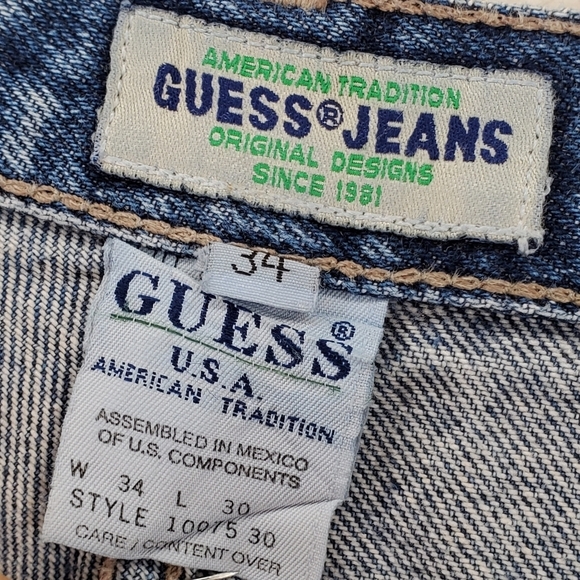 AMERICAN TRADITION
GUESS® JEANS
ORIGINAL DESIGNS
SINCE 1981
34
GUESS®
U.S.A.
AMERICAN TRADITION
ASSEMBLED IN MEXICO
OF U.S. COMPONENTS
W 34 L 30
STYLE 10075 30
CARE / CONTENT OVER